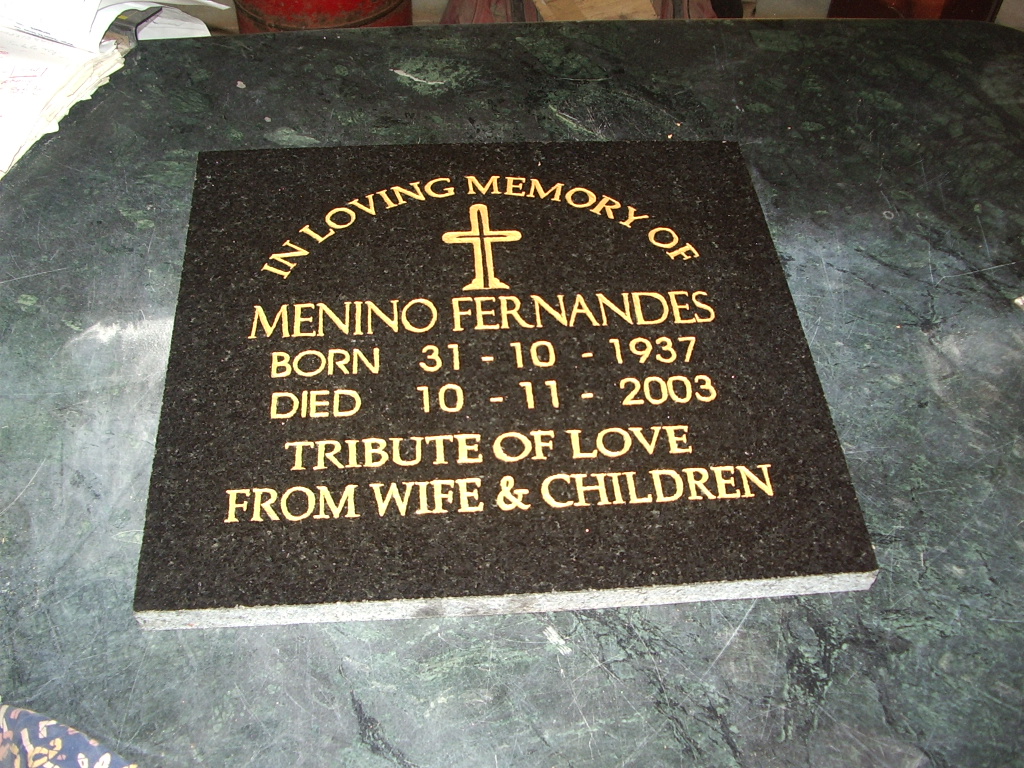 IN LOVING MEMORY OF
MENINO FERNANDES
BORN 31 - 10 - 1937
DIED 10 - 11 - 2003
TRIBUTE OF LOVE
FROM WIFE & CHILDREN